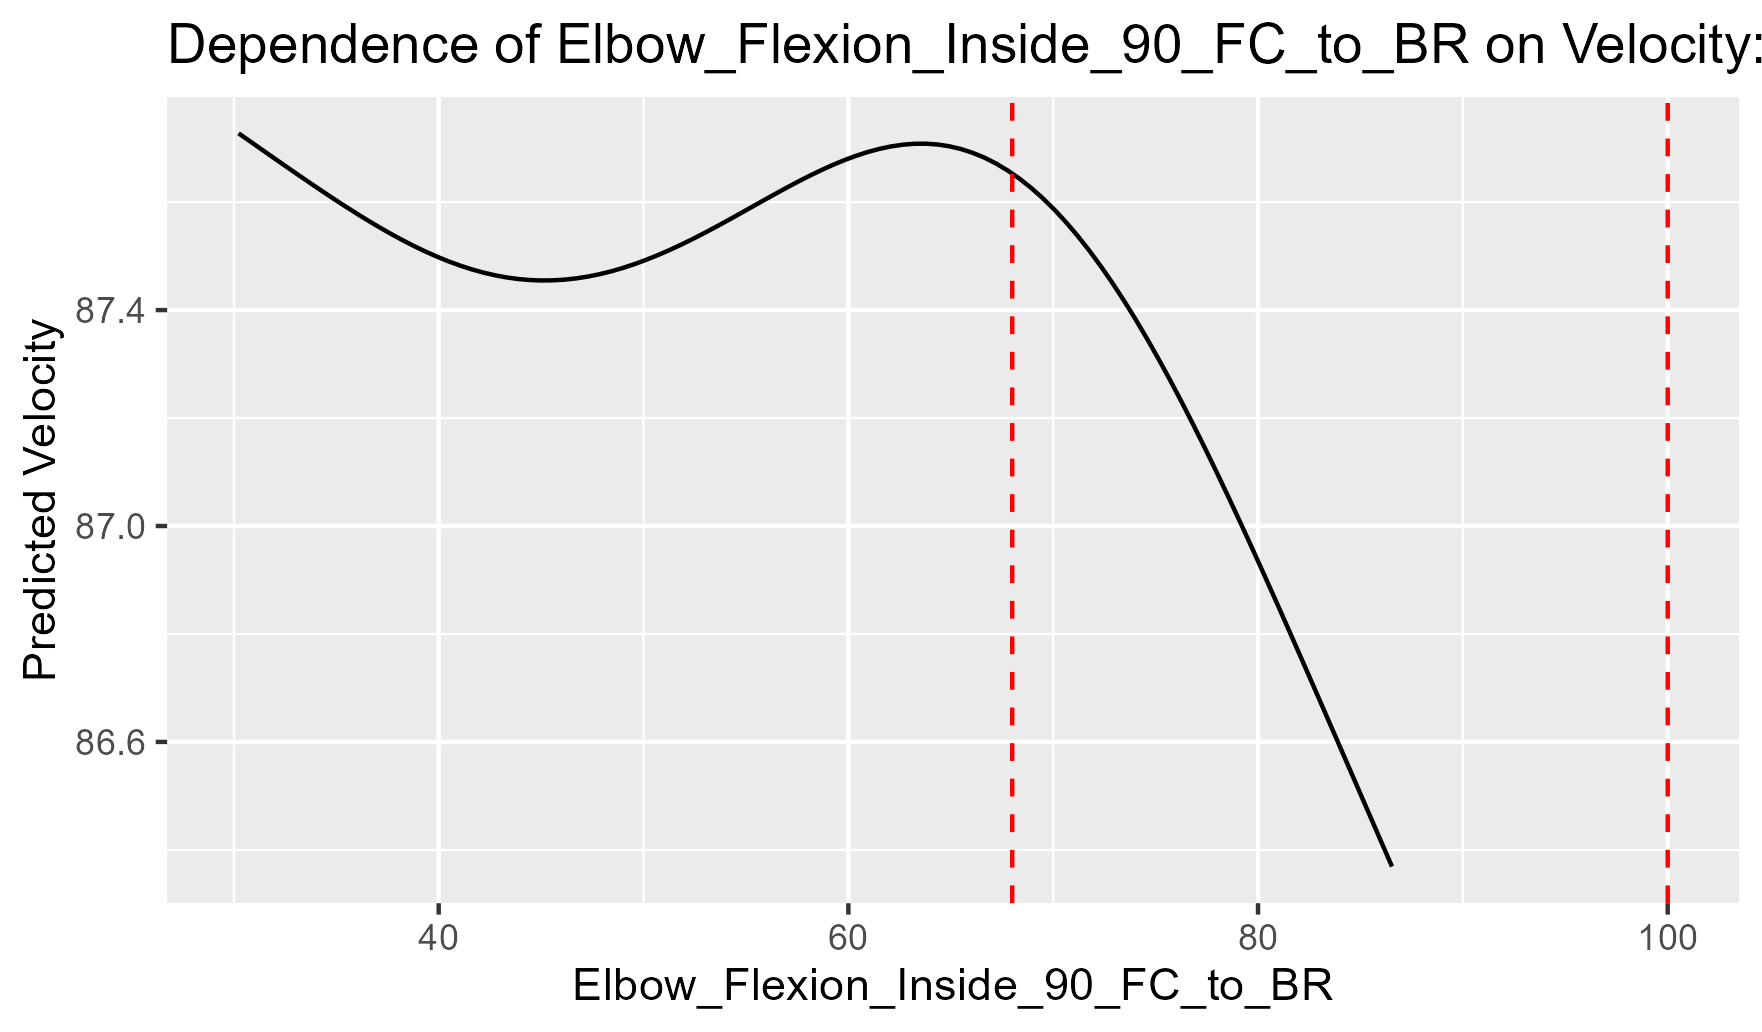 Dependence of Elbow_Flexion_Inside_90_FC_to_BR on Velocity:
Predicted Velocity
87.4
87.0
86.6
40
60
80
100
Elbow_Flexion_Inside_90_FC_to_BR